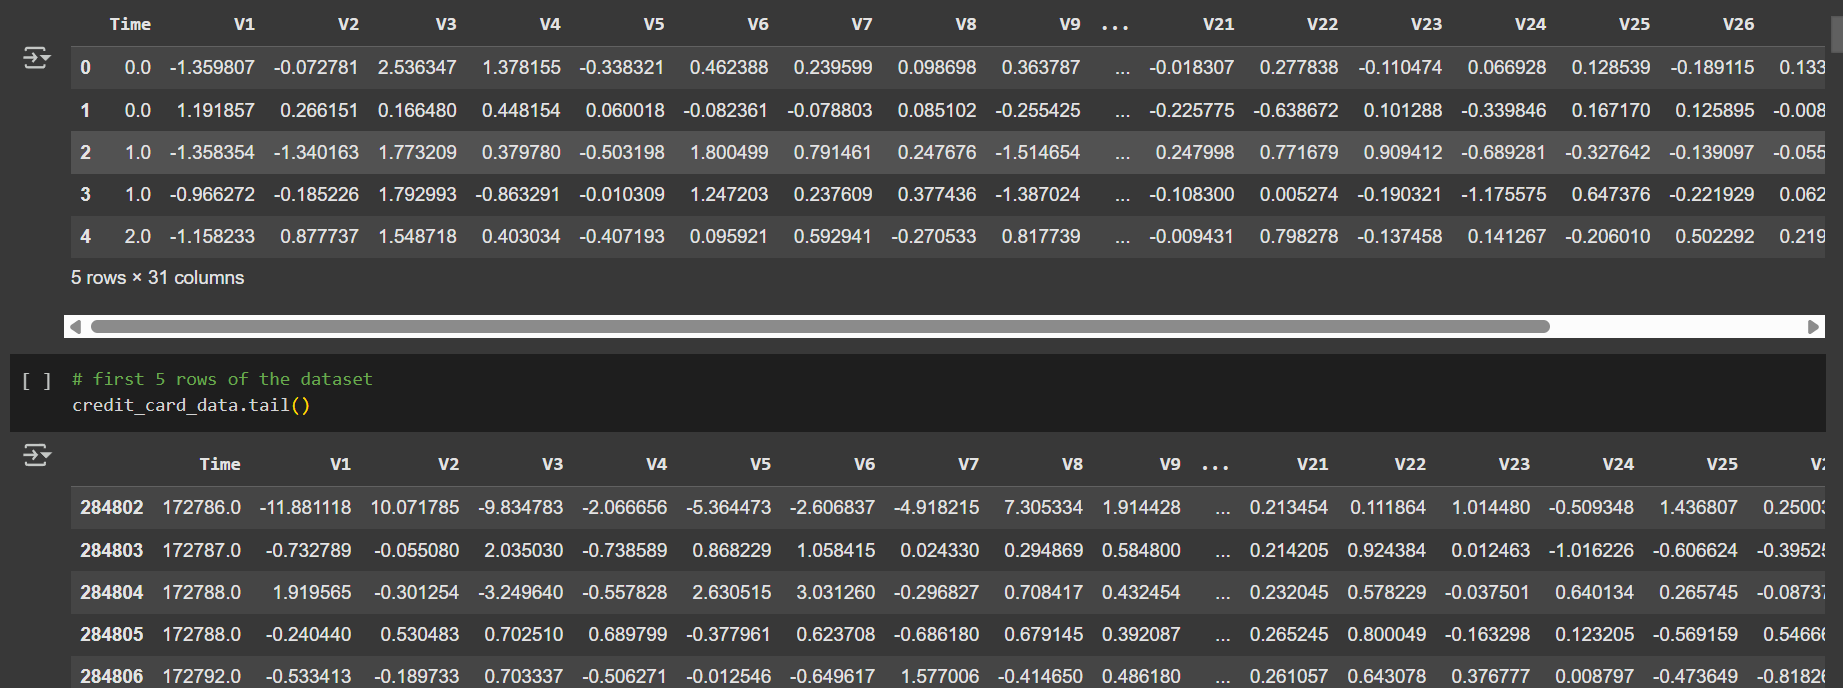 Time V1 V2 V3 V4 V5 V6 V7 V8 V9 ... V21 V22 V23 V24 V25 V26
0 0.0 -1.359807 -0.072781 2.536347 1.378155 -0.338321 0.462388 0.239599 0.098698 0.363787 ... -0.018307 0.277838 -0.110474 0.066928 0.128539 -0.189115 0.133
1 0.0 1.191857 0.266151 0.166480 0.448154 0.060018 -0.082361 -0.078803 0.085102 -0.255425 ... -0.225775 -0.638672 0.101288 -0.339846 0.167170 0.125895 -0.008
2 1.0 -1.358354 -1.340163 1.773209 0.379780 -0.503198 1.800499 0.791461 0.247676 -1.514654 ... 0.247998 0.771679 0.909412 -0.689281 -0.327642 -0.139097 -0.055
3 1.0 -0.966272 -0.185226 1.792993 -0.863291 -0.010309 1.247203 0.237609 0.377436 -1.387024 ... -0.108300 0.005274 -0.190321 -1.175575 0.647376 -0.221929 0.062
4 2.0 -1.158233 0.877737 1.548718 0.403034 -0.407193 0.095921 0.592941 -0.270533 0.817739 ... -0.009431 0.798278 -0.137458 0.141267 -0.206010 0.502292 0.219
5 rows × 31 columns
[ ] # first 5 rows of the dataset
credit_card_data.tail()
Time V1 V2 V3 V4 V5 V6 V7 V8 V9 ... V21 V22 V23 V24 V25
284802 172786.0 -11.881118 10.071785 -9.834783 -2.066656 -5.364473 -2.606837 -4.918215 7.305334 1.914428 ... 0.213454 0.111864 1.014480 -0.509348 1.436807 0.25003
284803 172787.0 -0.732789 -0.055080 2.035030 -0.738589 0.868229 1.058415 0.024330 0.294869 0.584800 ... 0.214205 0.924384 0.012463 -1.016226 -0.606624 -0.39525
284804 172788.0 1.919565 -0.301254 -3.249640 -0.557828 2.630515 3.031260 -0.296827 0.708417 0.432454 ... 0.232045 0.578229 -0.037501 0.640134 0.265745 -0.08737
284805 172788.0 -0.240440 0.530483 0.702510 0.689799 -0.377961 0.623708 -0.686180 0.679145 0.392087 ... 0.265245 0.800049 -0.163298 0.123205 -0.569159 0.54666
284806 172792.0 -0.533413 -0.189733 0.703337 -0.506271 -0.012546 -0.649617 1.577006 -0.414650 0.486180 ... 0.261057 0.643078 0.376777 0.008797 -0.473649 -0.81826